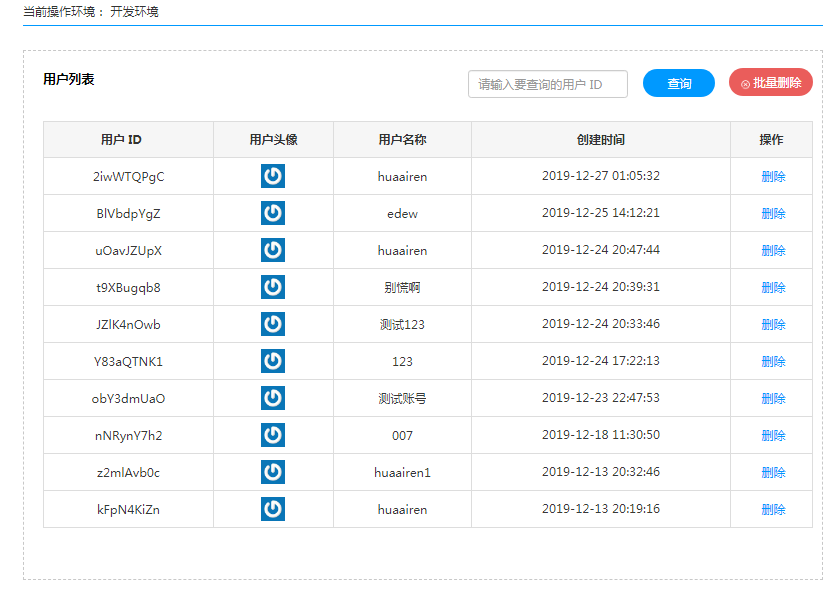 当前操作环境： 开发环境
用户列表
请输入要查询的用户 ID 查询 批量删除
用户 ID 用户头像 用户名称 创建时间 操作
2iwWTQPgC huaairen 2019-12-27 01:05:32 删除
BlVbdpYgZ edew 2019-12-25 14:12:21 删除
uOavJZUpX huaairen 2019-12-24 20:47:44 删除
t9XBugqb8 别慌啊 2019-12-24 20:39:31 删除
JZlK4nOwb 测试123 2019-12-24 20:33:46 删除
Y83aQTNK1 123 2019-12-24 17:22:13 删除
obY3dmUaO 测试账号 2019-12-23 22:47:53 删除
nNRynY7h2 007 2019-12-18 11:30:50 删除
z2mlAvb0c huaairen1 2019-12-13 20:32:46 删除
kFpN4KiZn huaairen 2019-12-13 20:19:16 删除